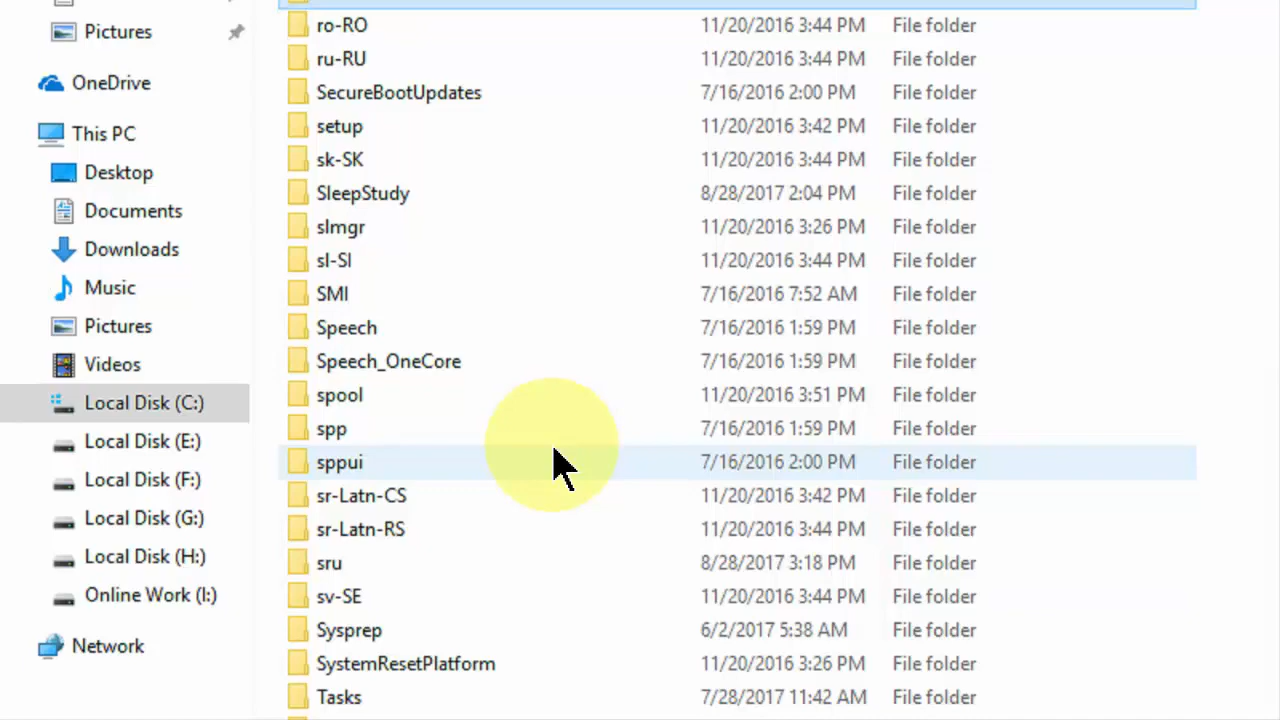 Pictures
OneDrive
This PC
Desktop
Documents
Downloads
Music
Pictures
Videos
Local Disk (C:)
Local Disk (E:)
Local Disk (F:)
Local Disk (G:)
Local Disk (H:)
Online Work (I:)
Network
ro-RO 11/20/2016 3:44 PM File folder
ru-RU 11/20/2016 3:44 PM File folder
SecureBootUpdates 7/16/2016 2:00 PM File folder
setup 11/20/2016 3:42 PM File folder
sk-SK 11/20/2016 3:44 PM File folder
SleepStudy 8/28/2017 2:04 PM File folder
slmgr 11/20/2016 3:26 PM File folder
sl-SI 11/20/2016 3:44 PM File folder
SMI 7/16/2016 7:52 AM File folder
Speech 7/16/2016 1:59 PM File folder
Speech_OneCore 7/16/2016 1:59 PM File folder
spool 11/20/2016 3:51 PM File folder
spp 7/16/2016 1:59 PM File folder
sppui 7/16/2016 2:00 PM File folder
sr-Latn-CS 11/20/2016 3:42 PM File folder
sr-Latn-RS 11/20/2016 3:44 PM File folder
sru 8/28/2017 3:18 PM File folder
sv-SE 11/20/2016 3:44 PM File folder
Sysprep 6/2/2017 5:38 AM File folder
SystemResetPlatform 11/20/2016 3:26 PM File folder
Tasks 7/28/2017 11:42 AM File folder